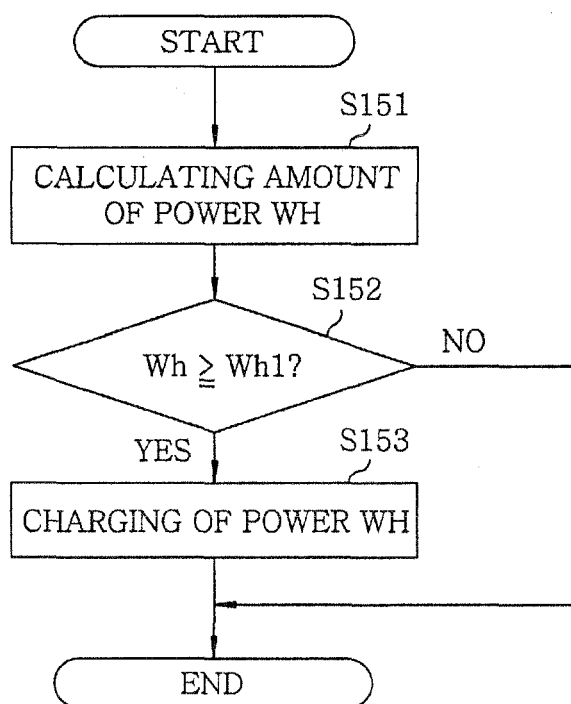 START
S151
CALCULATING AMOUNT
OF POWER WH
S152
Wh ≧ Wh1?
NO
YES
S153
CHARGING OF POWER WH
END